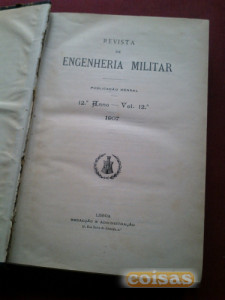 REVISTA
DE
ENGENHERIA MILITAR
PUBLICAÇÃO MENSAL
12.º Anno — Vol. 12.º
1907
LISBOA
coisas